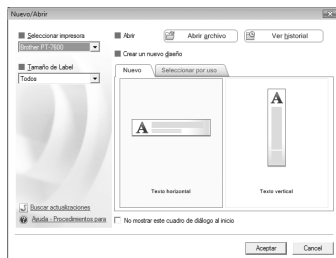 Nuevo/Abrir
Seleccionar impresora
Brother PT-7600
Tamaño de Label
Todos
Buscar actualizaciones
Ayuda - Procedimientos para
Abrir
Abrir archivo
Ver historial
Crear un nuevo diseño
Nuevo
Seleccionar por uso
A
Texto horizontal
A
Texto vertical
No mostrar este cuadro de diálogo al inicio
Aceptar
Cancel